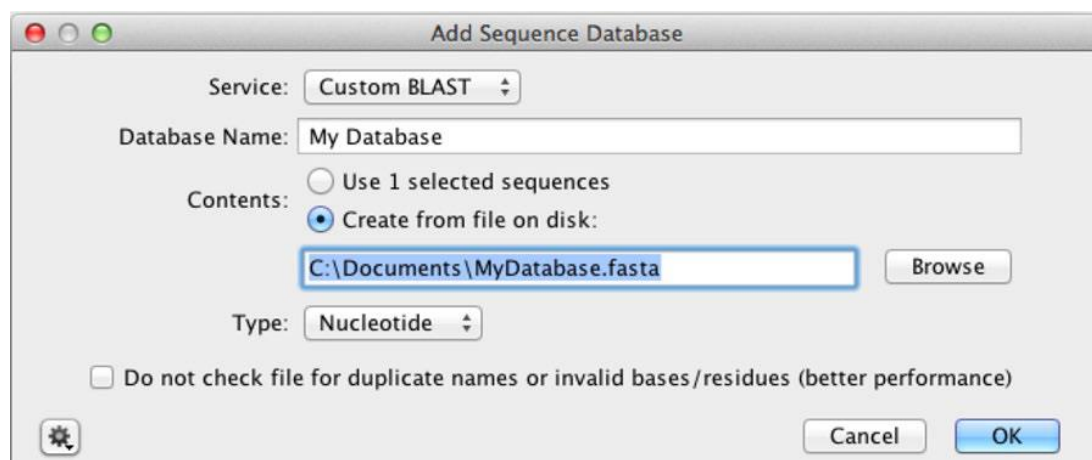 Add Sequence Database
Service: Custom BLAST
Database Name: My Database
Contents:
Use 1 selected sequences
Create from file on disk:
C:\Documents\MyDatabase.fasta Browse
Type: Nucleotide
Do not check file for duplicate names or invalid bases/residues (better performance)
Cancel OK